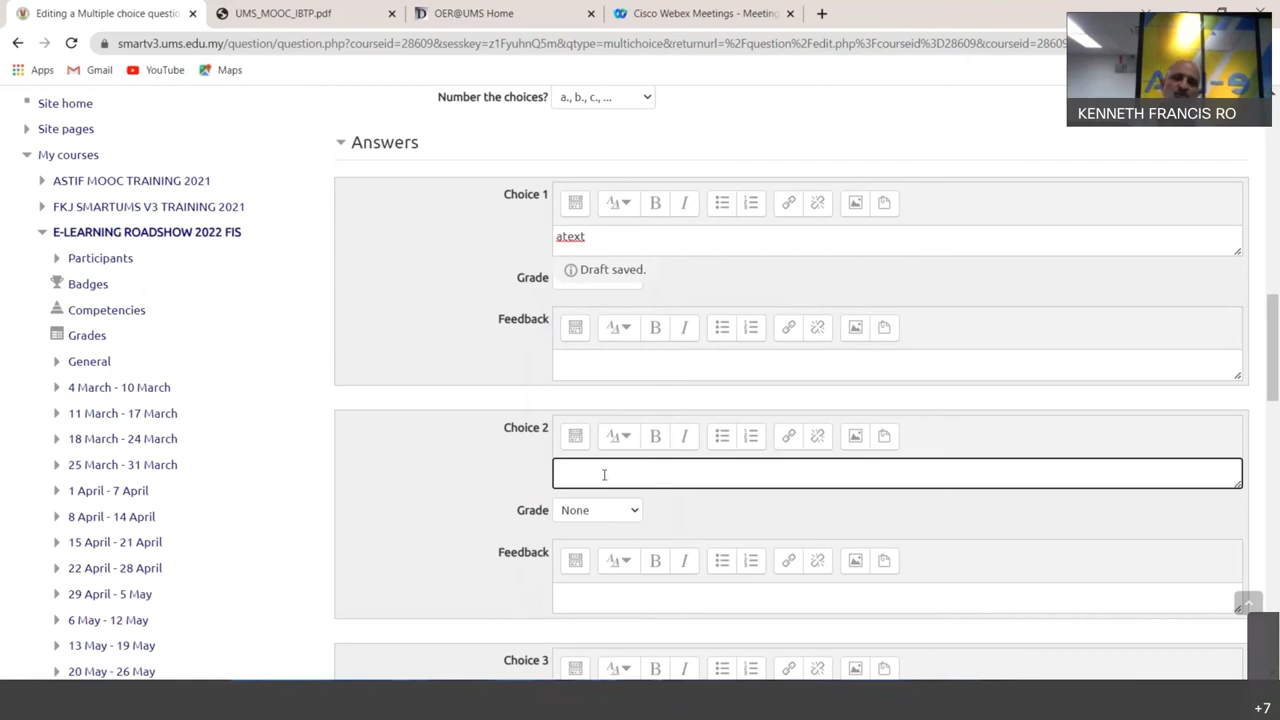 Editing a Multiple choice questio
UMS_MOOC_IBTP.pdf
OER@UMS Home
Cisco Webex Meetings - Meeting
smartv3.ums.edu.my/question/question.php?courseid=28609&sesskey=z1FyuhnQ5m&qtype=multichoice&returnurl=%2Fquestion%2Fedit.php%3Fcourseid%3D28609&courseid=28609
Apps
Gmail
YouTube
Maps
KENNETH FRANCIS RO
Site home
Site pages
My courses
ASTIF MOOC TRAINING 2021
FKJ SMARTUMS V3 TRAINING 2021
E-LEARNING ROADSHOW 2022 FIS
Participants
Badges
Competencies
Grades
General
4 March - 10 March
11 March - 17 March
18 March - 24 March
25 March - 31 March
1 April - 7 April
8 April - 14 April
15 April - 21 April
22 April - 28 April
29 April - 5 May
6 May - 12 May
13 May - 19 May
20 May - 26 May
Number the choices? a., b., c., ...
Answers
Choice 1
atext
Draft saved.
Grade
Feedback
Choice 2
Grade None
Feedback
Choice 3
+7